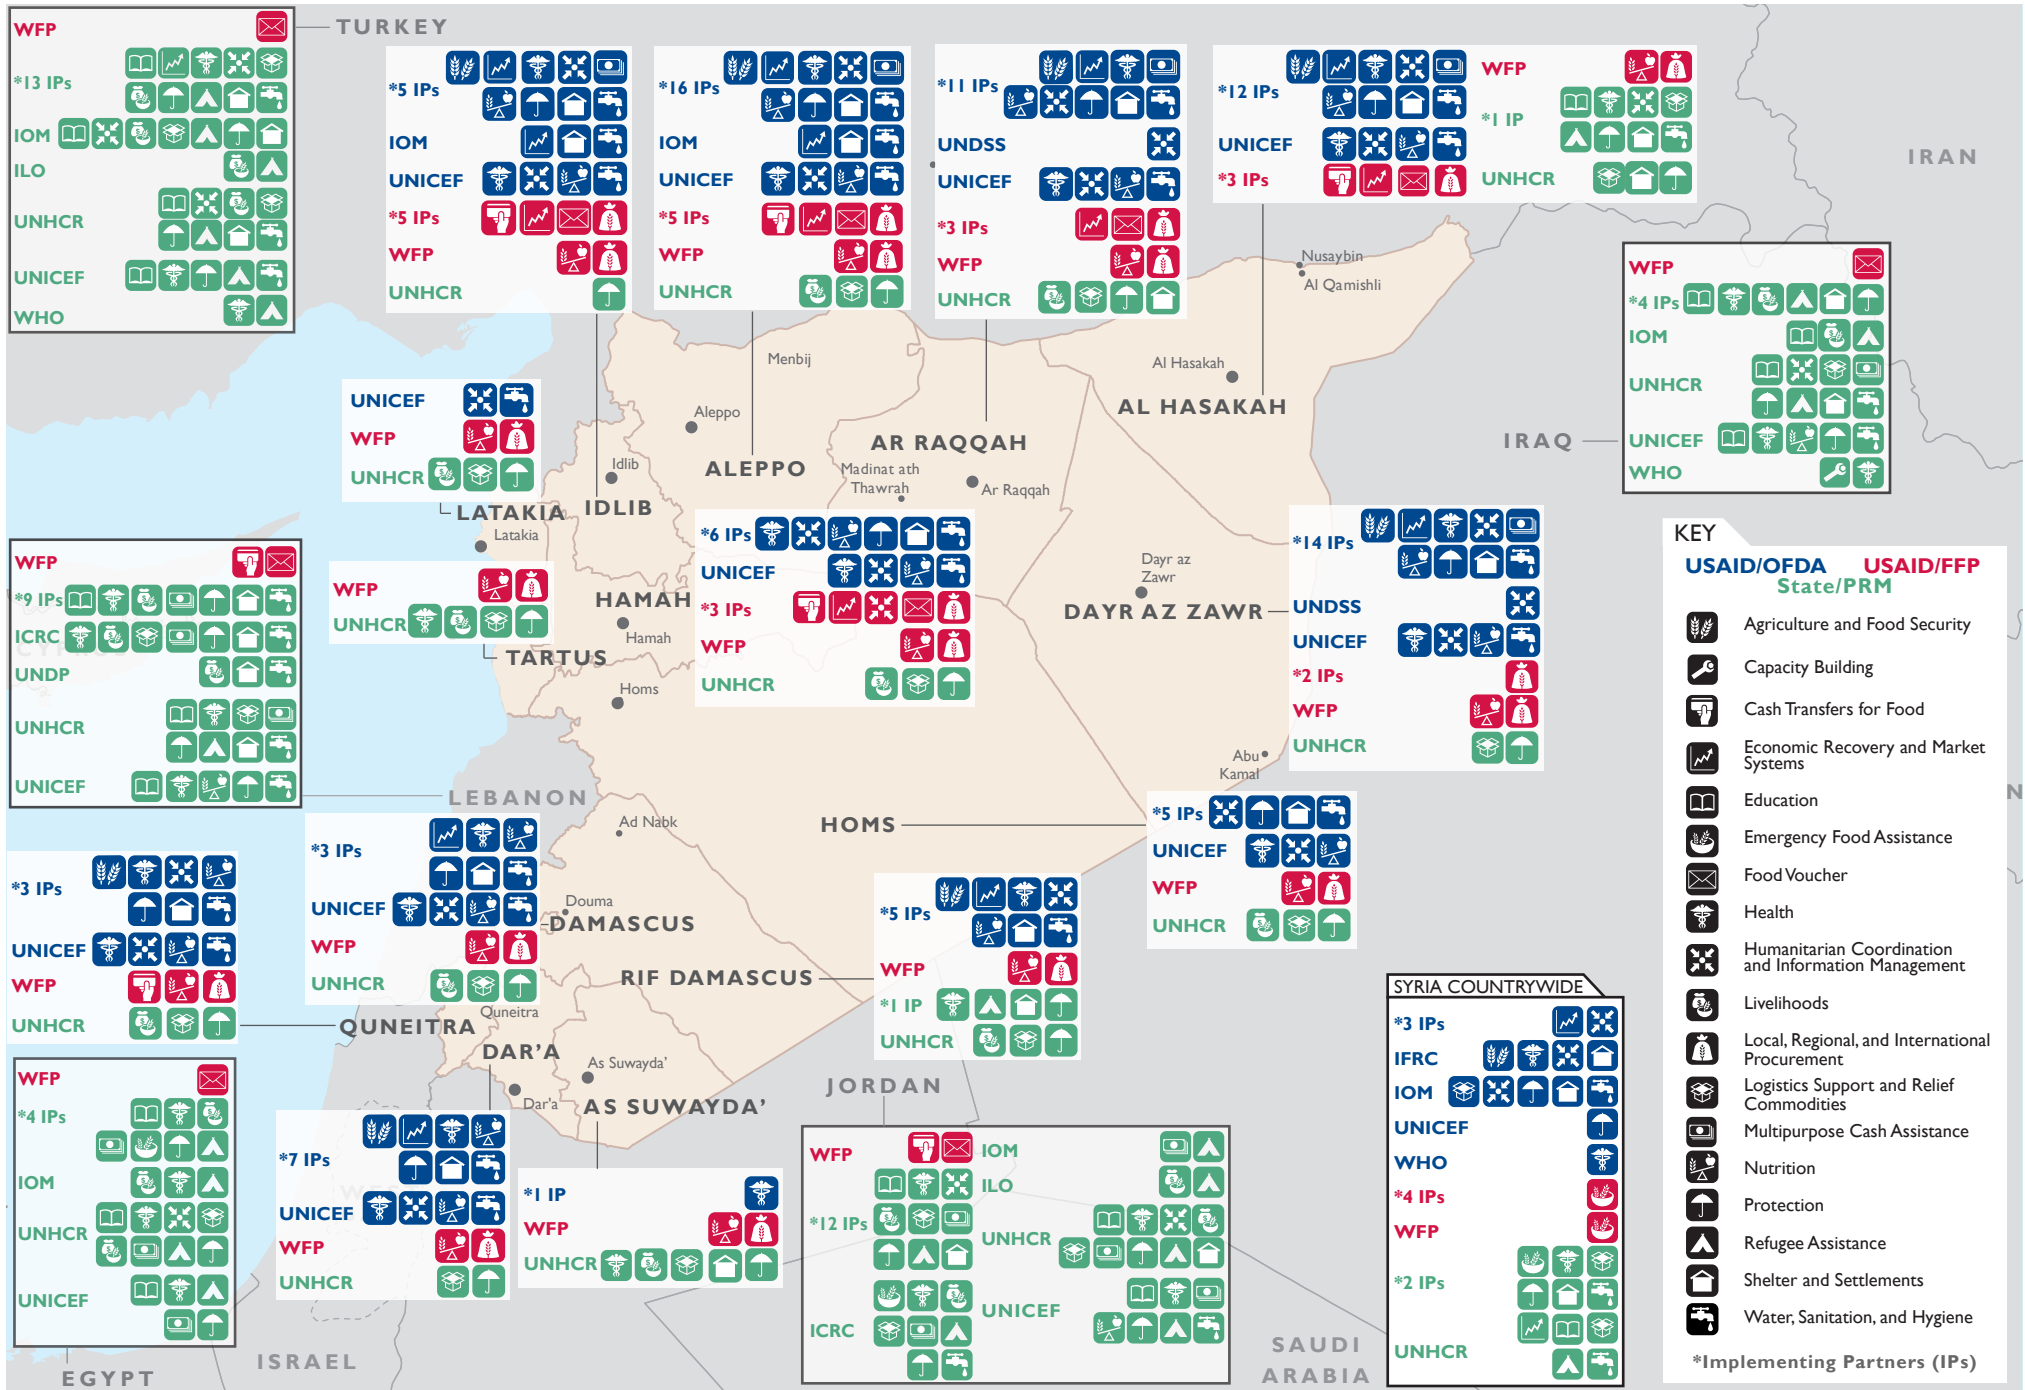 TURKEY
WFP
*13 IPs
IOM
ILO
UNHCR
UNICEF
WHO
*5 IPs
IOM
UNICEF
*5 IPs
WFP
UNHCR
*16 IPs
IOM
UNICEF
*5 IPs
WFP
UNHCR
*11 IPs
UNDSS
UNICEF
*3 IPs
WFP
UNHCR
*12 IPs
UNICEF
*3 IPs
WFP
*1 IP
UNHCR
IRAN
Nusaybin
Al Qamishli
WFP
*4 IPs
IOM
UNHCR
UNICEF
WHO
IRAQ
Menbij
Al Hasakah
AL HASAKAH
Aleppo
ALEPPO
AR RAQQAH
Madinat ath
Thawrah
Ar Raqqah
UNICEF
WFP
UNHCR
LATAKIA
Latakia
Idlib
IDLIB
*6 IPs
UNICEF
*3 IPs
WFP
UNHCR
HAMAH
Hamah
WFP
UNHCR
TARTUS
Homs
Dayr az
Zawr
DAYR AZ ZAWR
*14 IPs
UNDSS
UNICEF
*2 IPs
WFP
UNHCR
Abu
Kamal
WFP
*9 IPs
ICRC
CYPRUS
UNDP
UNHCR
UNICEF
LEBANON
Ad Nabk
HOMS
*5 IPs
UNICEF
WFP
UNHCR
*3 IPs
UNICEF
WFP
UNHCR
Douma
DAMASCUS
*3 IPs
UNICEF
WFP
UNHCR
QUNEITRA
Quneitra
RIF DAMASCUS
*5 IPs
WFP
*1 IP
UNHCR
DAR'A
Dar'a
As Suwayda'
AS SUWAYDA'
JORDAN
WFP
*4 IPs
IOM
UNHCR
UNICEF
EGYPT
ISRAEL
*7 IPs
UNICEF
WFP
UNHCR
*1 IP
WFP
UNHCR
WFP
*12 IPs
ICRC
IOM
ILO
UNHCR
UNICEF
SAUDI
ARABIA
SYRIA COUNTRYWIDE
*3 IPs
IFRC
IOM
UNICEF
WHO
*4 IPs
WFP
*2 IPs
UNHCR
KEY
USAID/OFDA USAID/FFP
State/PRM
Agriculture and Food Security
Capacity Building
Cash Transfers for Food
Economic Recovery and Market
Systems
Education
Emergency Food Assistance
Food Voucher
Health
Humanitarian Coordination
and Information Management
Livelihoods
Local, Regional, and International
Procurement
Logistics Support and Relief
Commodities
Multipurpose Cash Assistance
Nutrition
Protection
Refugee Assistance
Shelter and Settlements
Water, Sanitation, and Hygiene
*Implementing Partners (IPs)